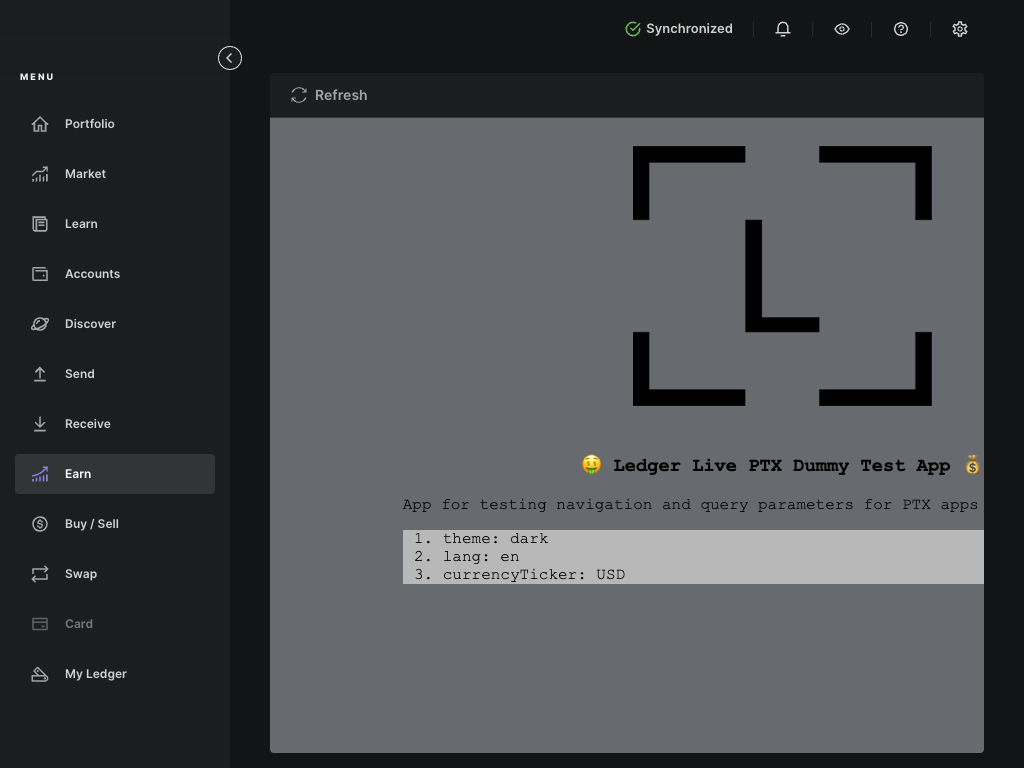 Synchronized
MENU
Refresh
Portfolio
Market
Learn
Accounts
Discover
Send
Receive
Earn
Buy / Sell
Swap
Card
My Ledger
🤑 Ledger Live PTX Dummy Test App 💰
App for testing navigation and query parameters for PTX apps
1. theme: dark
2. lang: en
3. currencyTicker: USD